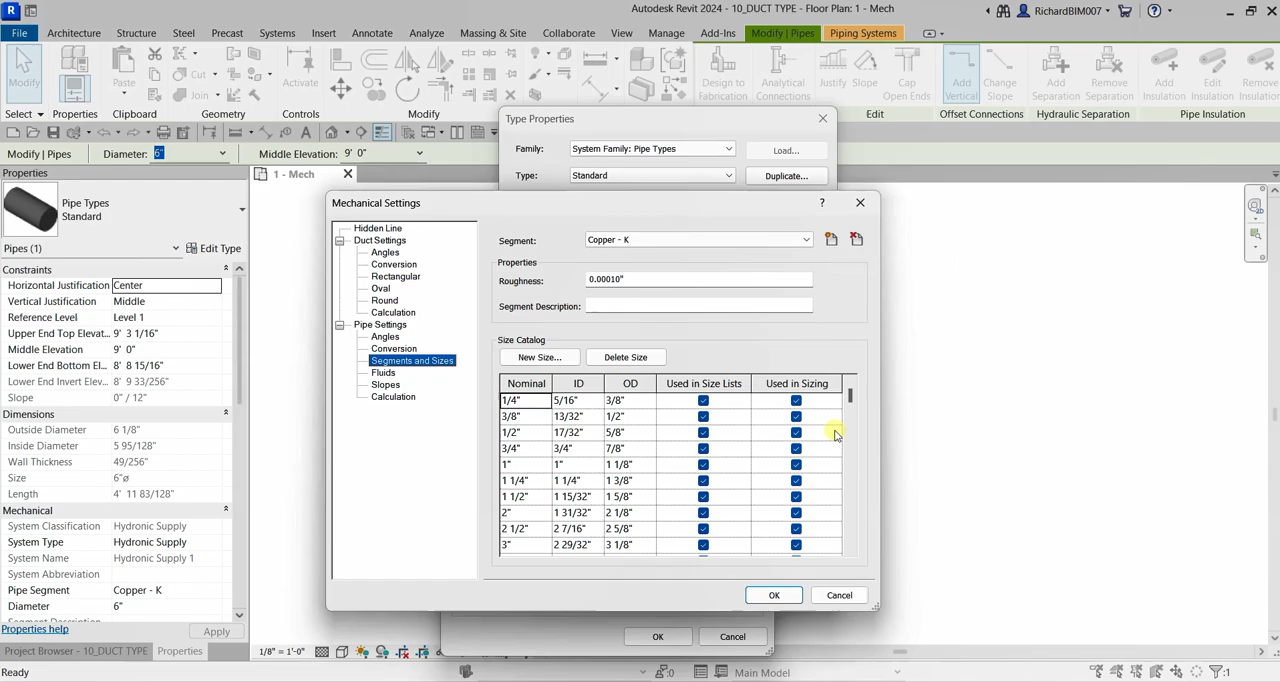 Autodesk Revit 2024 - 10_DUCT TYPE - Floor Plan: 1 - Mech
RichardBIM007
File Architecture Structure Steel Precast Systems Insert Annotate Analyze Massing & Site Collaborate View Manage Add-Ins Modify | Pipes Piping Systems
Modify Paste Cut Join Activate Design to Fabrication Analytical Connections Justify Slope Cap Open Ends Add Vertical Change Slope Add Separation Remove Separation Add Insulation Edit Insulation Remove Insulation
Select Properties Clipboard Geometry Controls Modify Edit Offset Connections Hydraulic Separation Pipe Insulation
Modify | Pipes Diameter: 6" Middle Elevation: 9' 0"
Properties
1 - Mech
Pipe Types
Standard
Pipes (1) Edit Type
Constraints
Horizontal Justification Center
Vertical Justification Middle
Reference Level Level 1
Upper End Top Elevat... 9' 3 1/16"
Middle Elevation 9' 0"
Lower End Bottom El... 8' 8 15/16"
Lower End Invert Elev... 8' 9 33/256"
Slope 0" / 12"
Dimensions
Outside Diameter 6 1/8"
Inside Diameter 5 95/128"
Wall Thickness 49/256"
Size 6"ø
Length 4' 11 83/128"
Mechanical
System Classification Hydronic Supply
System Type Hydronic Supply
System Name Hydronic Supply 1
System Abbreviation
Pipe Segment Copper - K
Diameter 6"
Properties help Apply
Project Browser - 10_DUCT TYPE Properties
Type Properties
Family: System Family: Pipe Types Load...
Type: Standard Duplicate...
Mechanical Settings
Hidden Line
Duct Settings
Angles
Conversion
Rectangular
Oval
Round
Calculation
Pipe Settings
Angles
Conversion
Segments and Sizes
Fluids
Slopes
Calculation
Segment: Copper - K
Properties
Roughness: 0.00010"
Segment Description:
Size Catalog
New Size... Delete Size
Nominal ID OD Used in Size Lists Used in Sizing
1/4" 5/16" 3/8"
3/8" 13/32" 1/2"
1/2" 17/32" 5/8"
3/4" 3/4" 7/8"
1" 1" 1 1/8"
1 1/4" 1 1/4" 1 3/8"
1 1/2" 1 15/32" 1 5/8"
2" 1 31/32" 2 1/8"
2 1/2" 2 7/16" 2 5/8"
3" 2 29/32" 3 1/8"
OK Cancel
OK Cancel
1/8" = 1'-0"
Ready :0 Main Model :1